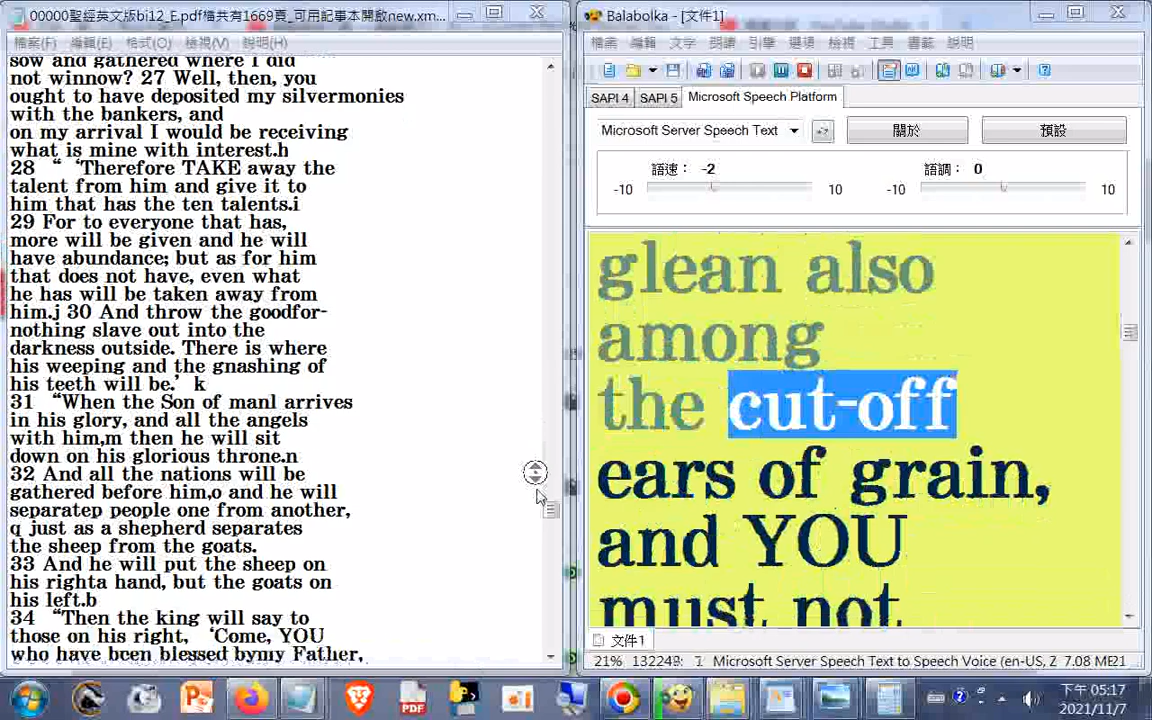 00000聖經英文版bi12_E.pdf檔共有1669頁_可用記事本開啟new.xm...
檔案(F) 編輯(E) 格式(O) 檢視(V) 說明(H)
sow and gathered where I did
not winnow? 27 Well, then, you
ought to have deposited my silvermonies
with the bankers, and
on my arrival I would be receiving
what is mine with interest.h
28 “ ‘Therefore TAKE away the
talent from him and give it to
him that has the ten talents.i
29 For to everyone that has,
more will be given and he will
have abundance; but as for him
that does not have, even what
he has will be taken away from
him.j 30 And throw the goodfor-
nothing slave out into the
darkness outside. There is where
his weeping and the gnashing of
his teeth will be.’ k
31 “When the Son of manl arrives
in his glory, and all the angels
with him,m then he will sit
down on his glorious throne.n
32 And all the nations will be
gathered before him,o and he will
separatep people one from another,
q just as a shepherd separates
the sheep from the goats.
33 And he will put the sheep on
his righta hand, but the goats on
his left.b
34 “Then the king will say to
those on his right, ‘Come, YOU
who have been blessed bymy Father,
Balabolka - [文件1]
檔案 編輯 文字 朗讀 引擎 選項 檢視 工具 書籤 說明
SAPI 4 SAPI 5 Microsoft Speech Platform
Microsoft Server Speech Text 關於 預設
語速： -2 語調： 0
-10 10 -10 10
glean also
among
the cut-off
ears of grain,
and YOU
must not
文件1
21% 132249: 1 Microsoft Server Speech Text to Speech Voice (en-US, Z 7.08 ME21
下午 05:17
2021/11/7